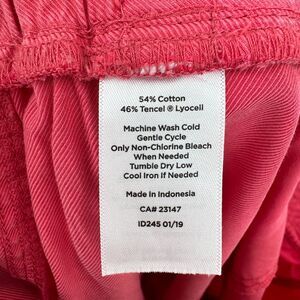 54% Cotton
46% Tencel ® Lyocell
Machine Wash Cold
Gentle Cycle
Only Non-Chlorine Bleach
When Needed
Tumble Dry Low
Cool Iron If Needed
Made In Indonesia
CA# 23147
ID245 01/19